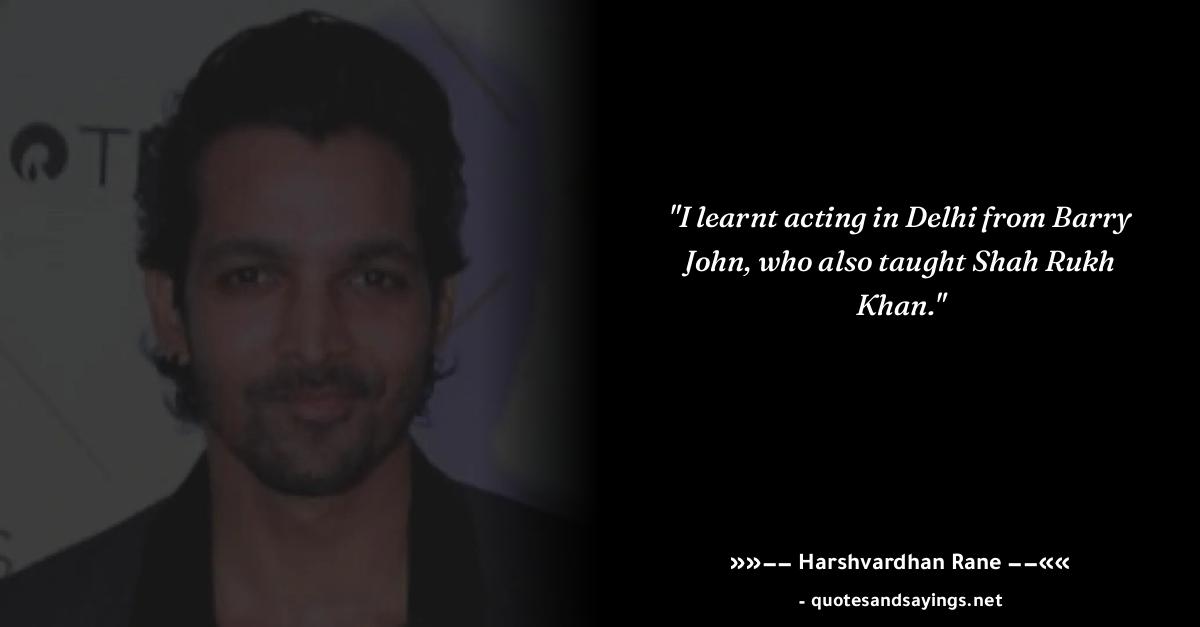 "I learnt acting in Delhi from Barry
John, who also taught Shah Rukh
Khan."
»»−− Harshvardhan Rane −−««
- quotesandsayings.net